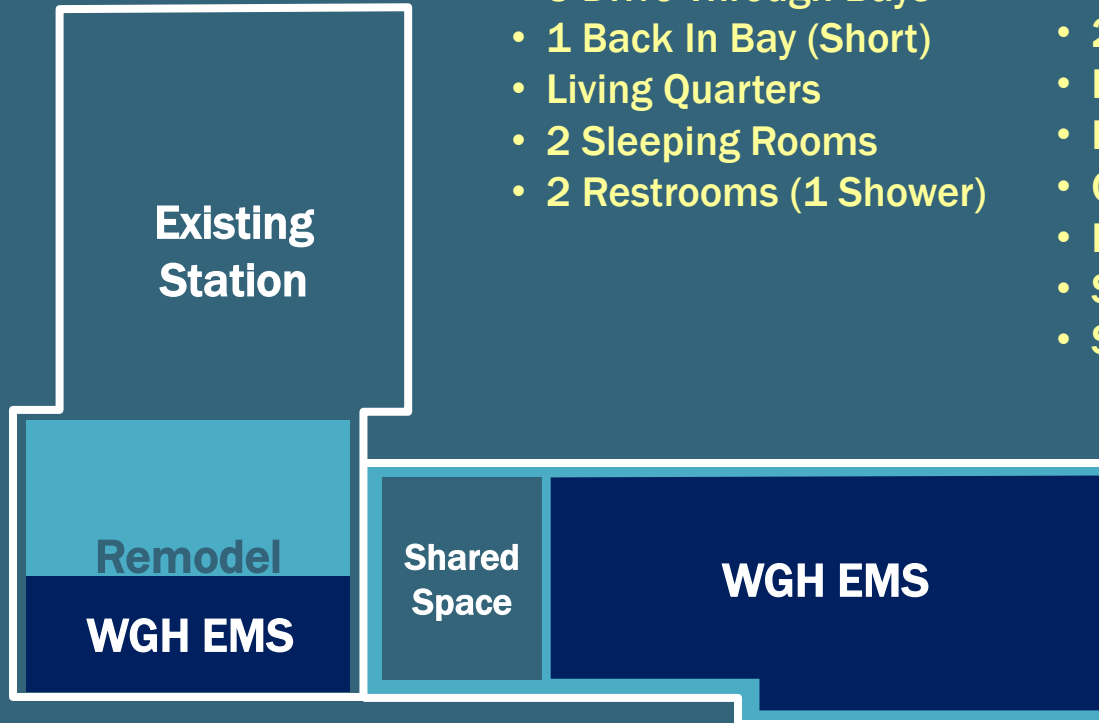 • 1 Back In Bay (Short)
• Living Quarters
• 2 Sleeping Rooms
• 2 Restrooms (1 Shower)
Existing
Station
Remodel
WGH EMS
Shared
Space
WGH EMS